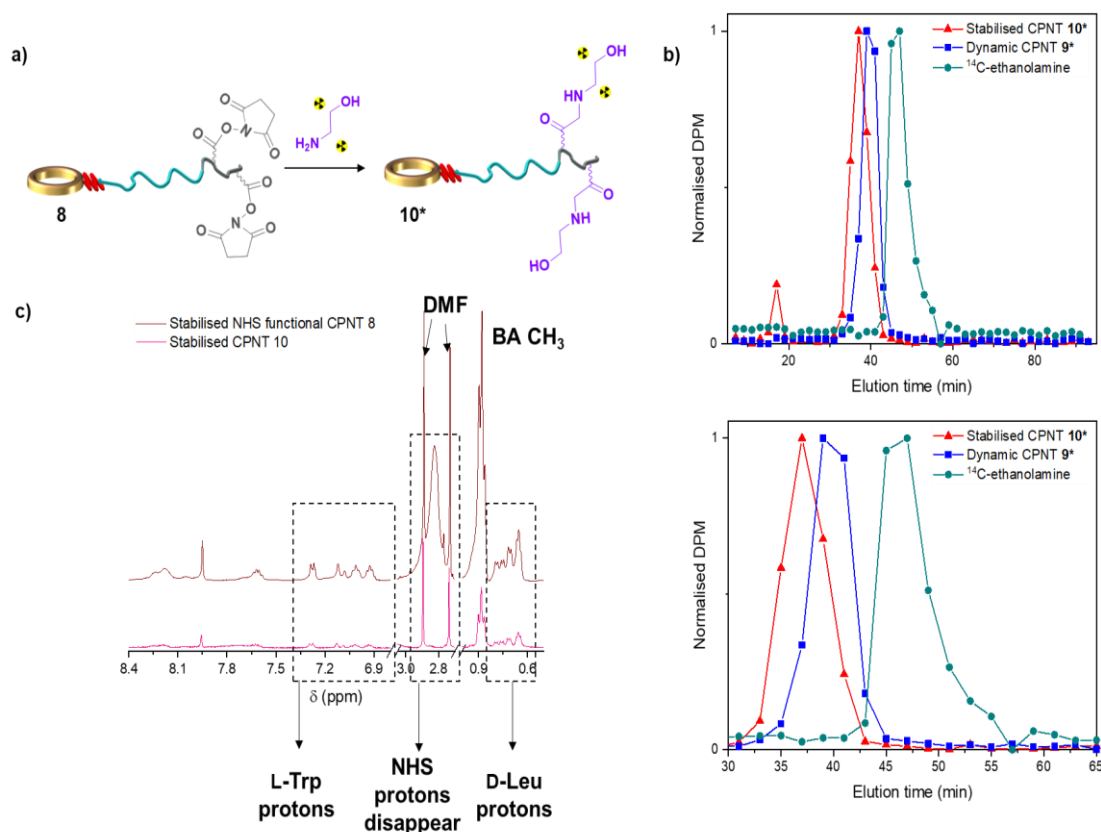 a)
8
O
O
N
O
O
O
O
O
N
O
O
H₂N
OH
10*
OH
HN
O
O
NH
HO
b)
Stabilised CPNT 10*
Dynamic CPNT 9*
¹⁴C-ethanolamine
Normalised DPM
1
0
20
40
60
80
Elution time (min)
c)
Stabilised NHS functional CPNT 8
Stabilised CPNT 10
DMF
BA CH₃
8.4
8.1
7.8
7.5
7.2
6.9
3.0
2.8
0.9
0.6
δ (ppm)
L-Trp
protons
NHS
protons
disappear
D-Leu
protons
Stabilised CPNT 10*
Dynamic CPNT 9*
¹⁴C-ethanolamine
Normalised DPM
1
0
30
35
40
45
50
55
60
65
Elution time (min)